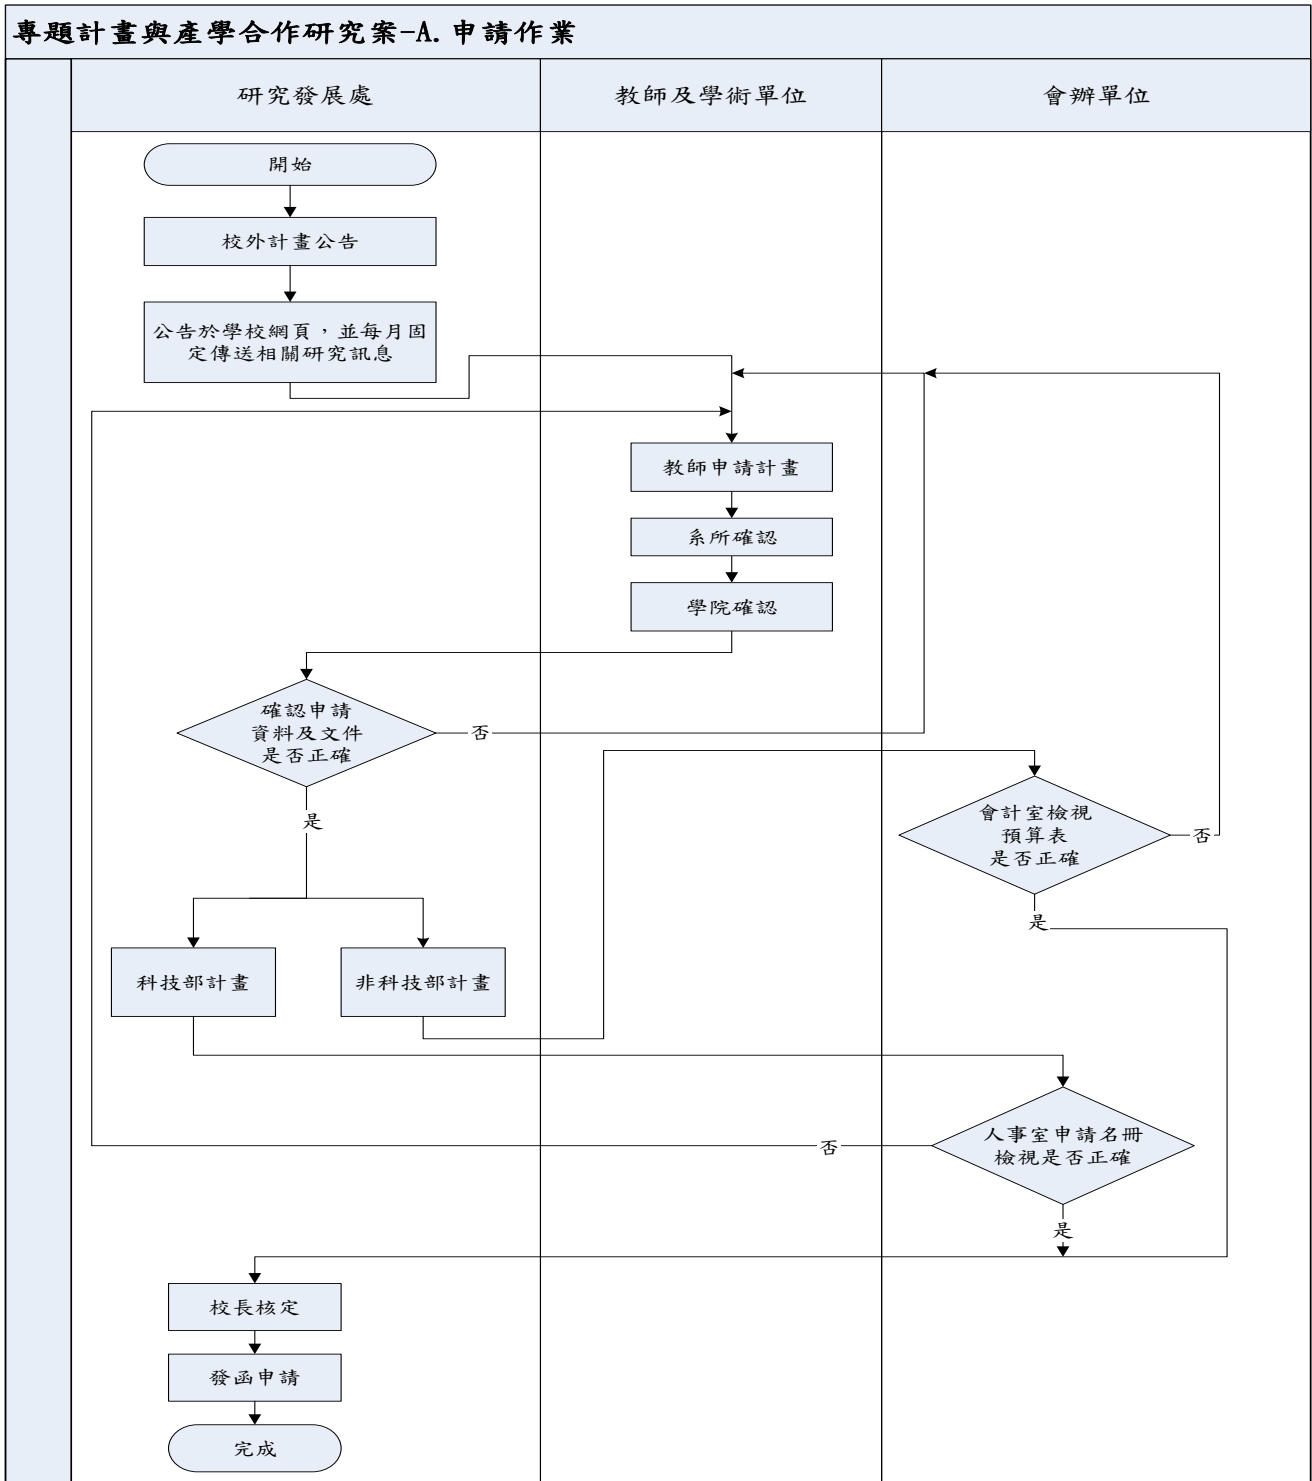 專題計畫與產學合作研究案-A.申請作業
研究發展處
教師及學術單位
會辦單位
開始
校外計畫公告
公告於學校網頁，並每月固
定傳送相關研究訊息
教師申請計畫
系所確認
學院確認
確認申請
資料及文件
是否正確
否
是
會計室檢視
預算表
是否正確
否
是
科技部計畫
非科技部計畫
人事室申請名冊
檢視是否正確
否
是
校長核定
發函申請
完成